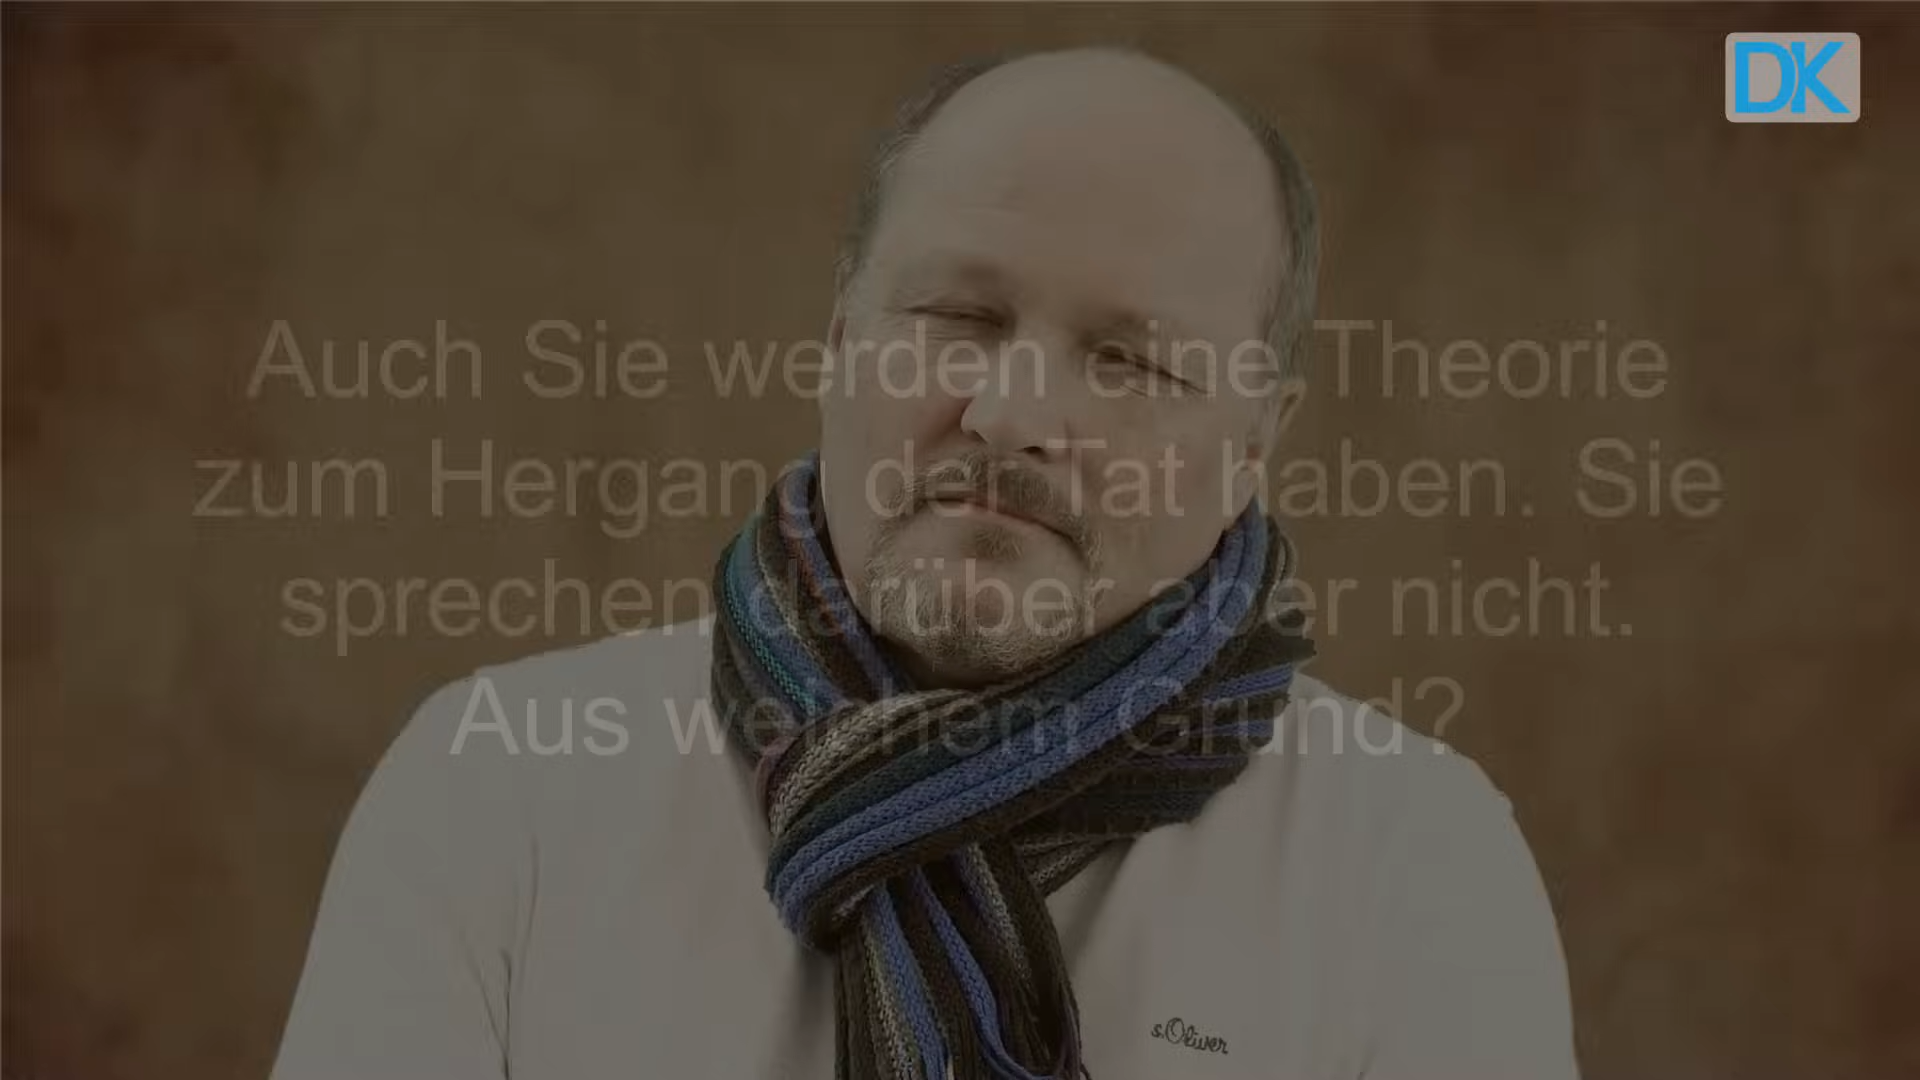 DK
Auch Sie werden eine Theorie
zum Hergang der Tat haben. Sie
sprechen darüber aber nicht.
Aus welchem Grund?
s.Oliver